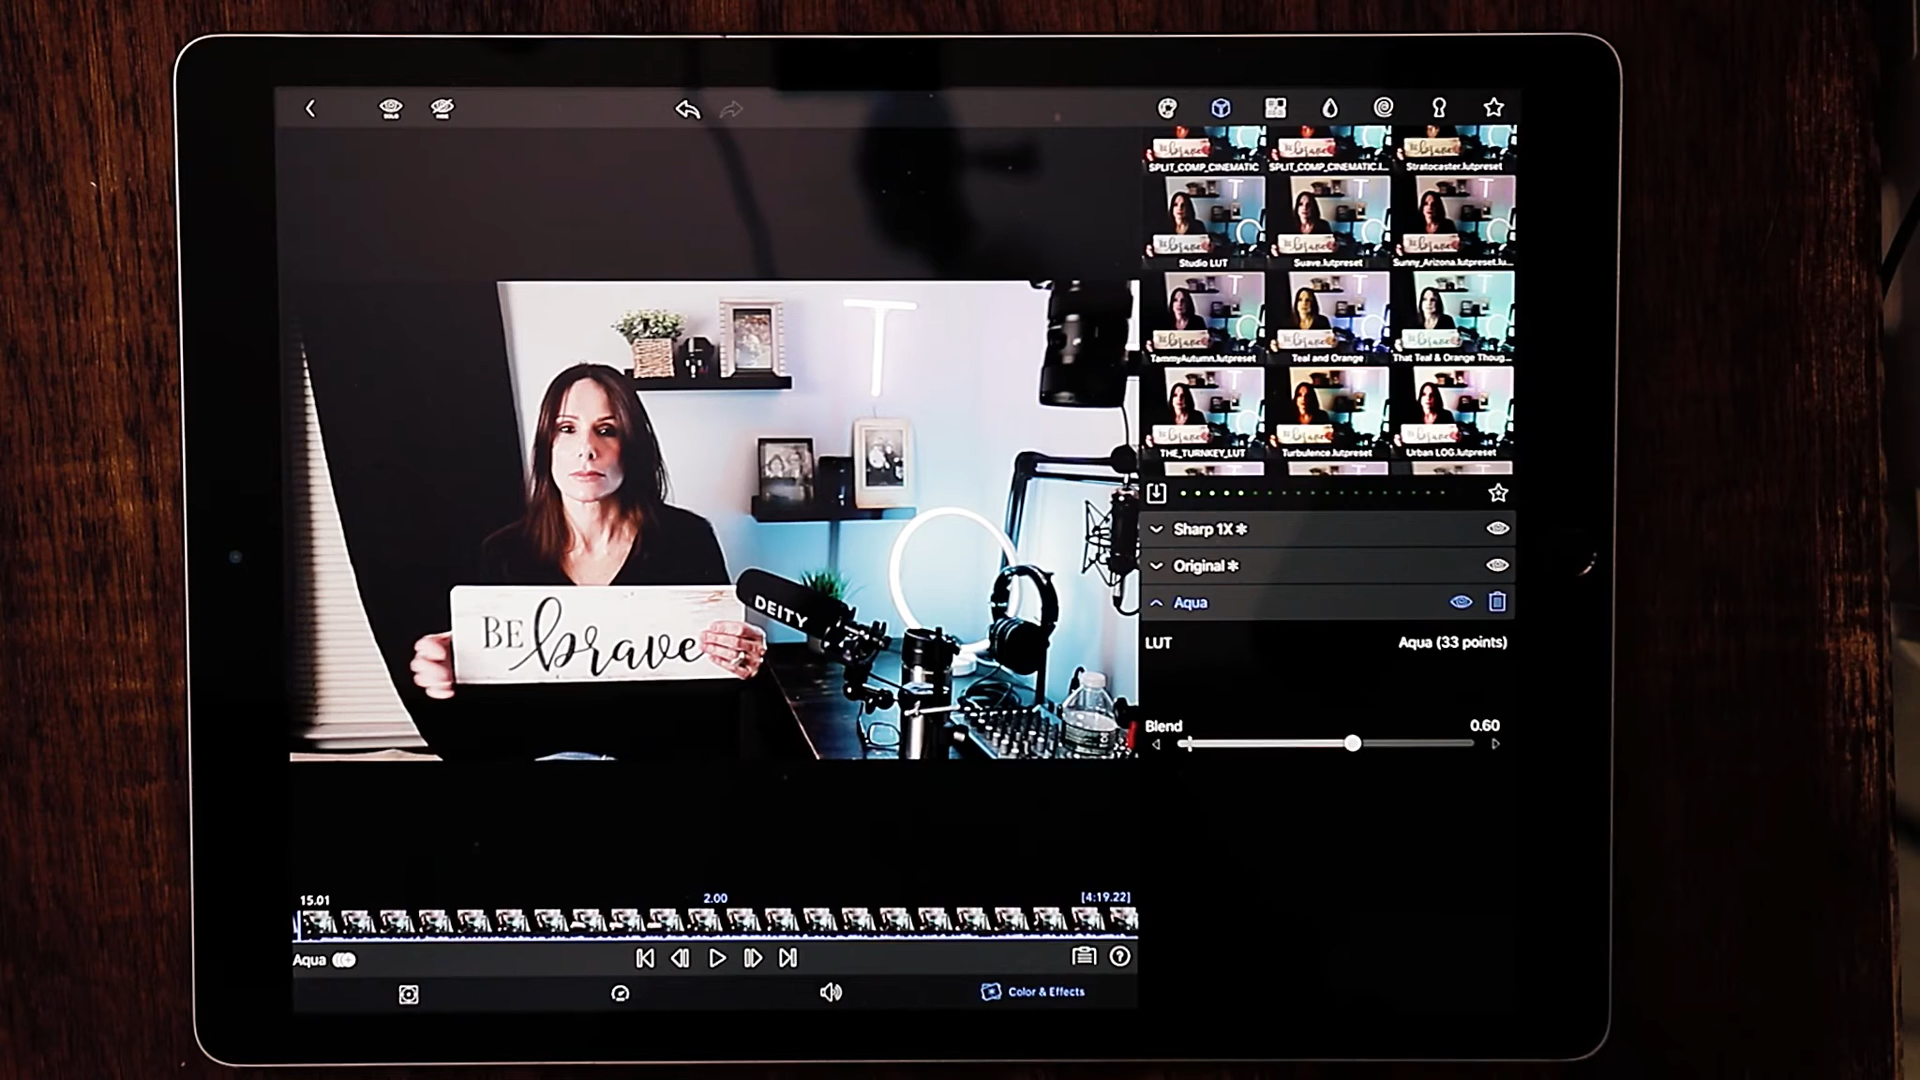 SOLO
HIDE
SPLIT_COMP_CINEMATIC
SPLIT_COMP_CINEMATIC.l...
Stratocaster.lutpreset
Studio LUT
Suave.lutpreset
Sunny_Arizona.lutpreset.lu...
TammyAutumn.lutpreset
Teal and Orange
That Teal & Orange Thoug...
THE_TURNKEY_LUT
Turbulence.lutpreset
Urban LOG.lutpreset
Sharp 1X *
Original *
Aqua
LUT
Aqua (33 points)
Blend
0.60
T
DEITY
BE brave
15.01
2.00
[4:19.22]
Aqua
?
Color & Effects